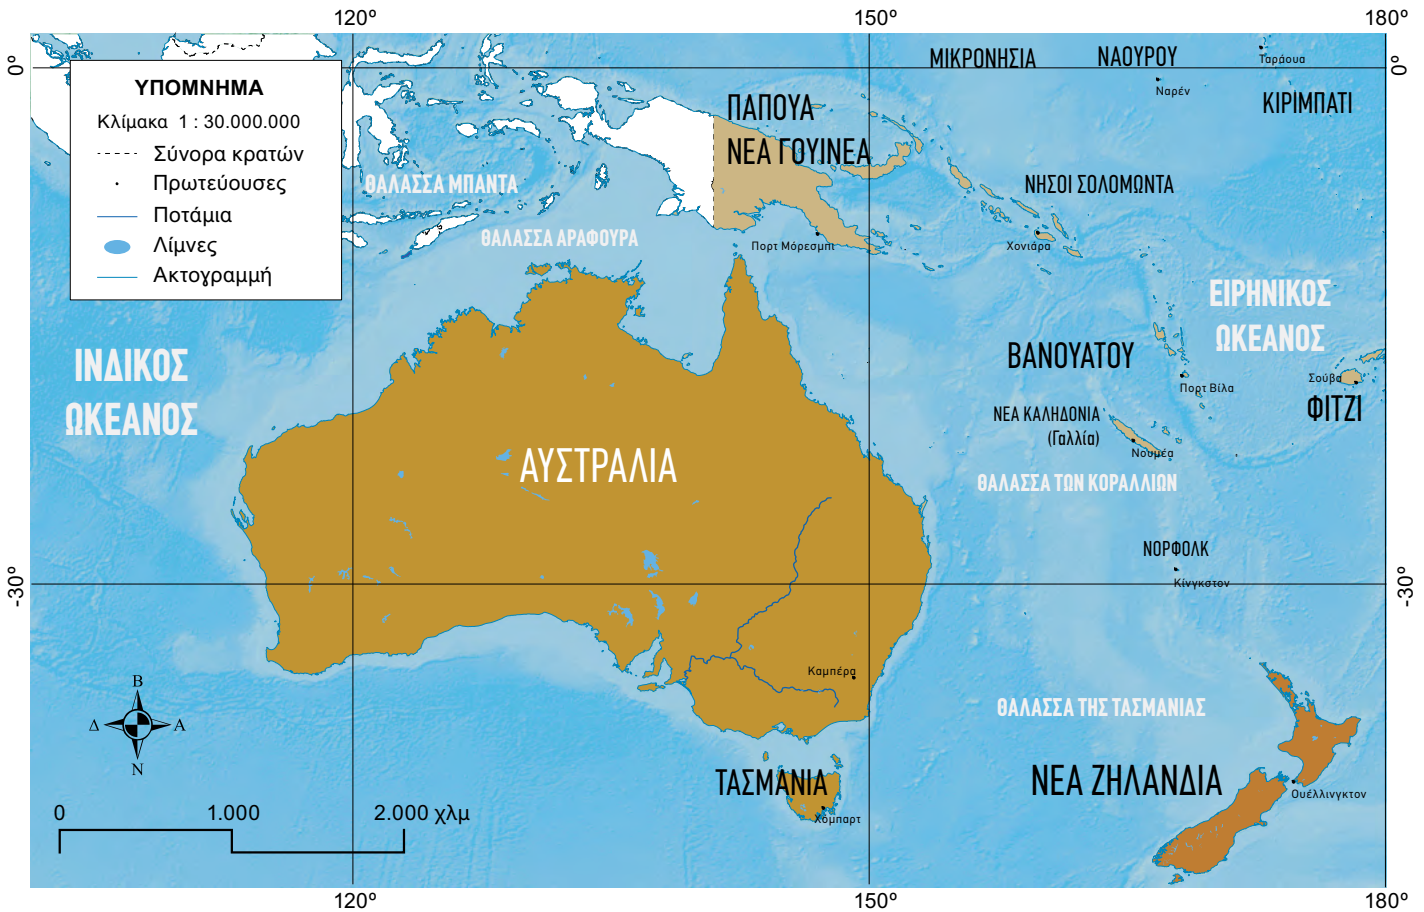 120º
150º
180º
0º
0º
ΥΠΟΜΝΗΜΑ
Κλίμακα 1 : 30.000.000
Σύνορα κρατών
Πρωτεύουσες
Ποτάμια
Λίμνες
Ακτογραμμή
ΜΙΚΡΟΝΗΣΙΑ
ΝΑΟΥΡΟΥ
Ταράουα
Ναρέν
ΚΙΡΙΜΠΑΤΙ
ΠΑΠΟΥΑ
ΝΕΑ ΓΟΥΙΝΕΑ
ΘΑΛΑΣΣΑ ΜΠΑΝΤΑ
ΝΗΣΟΙ ΣΟΛΟΜΩΝΤΑ
ΘΑΛΑΣΣΑ ΑΡΑΦΟΥΡΑ
Πορτ Μόρεσμπι
Χονιάρα
ΕΙΡΗΝΙΚΟΣ
ΩΚΕΑΝΟΣ
ΙΝΔΙΚΟΣ
ΩΚΕΑΝΟΣ
ΒΑΝΟΥΑΤΟΥ
Πορτ Βίλα
Σούβα
ΦΙΤΖΙ
ΝΕΑ ΚΑΛΗΔΟΝΙΑ
(Γαλλία)
Νουμέα
ΑΥΣΤΡΑΛΙΑ
ΘΑΛΑΣΣΑ ΤΩΝ ΚΟΡΑΛΛΙΩΝ
ΝΟΡΦΟΛΚ
Κίνγκστον
-30º
-30º
Καμπέρα
Β
Δ
Α
Ν
ΘΑΛΑΣΣΑ ΤΗΣ ΤΑΣΜΑΝΙΑΣ
ΤΑΣΜΑΝΙΑ
Χόμπαρτ
ΝΕΑ ΖΗΛΑΝΔΙΑ
Ουέλλινγκτον
0
1.000
2.000 χλμ
120º
150º
180º